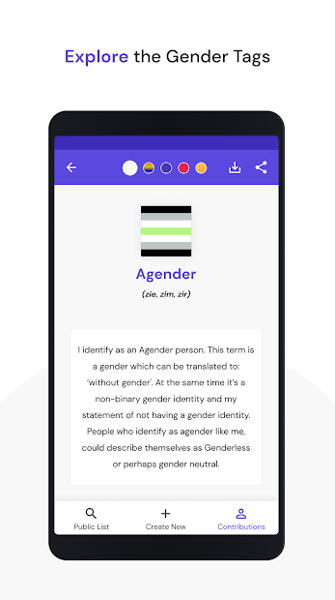 Explore the Gender Tags
Agender
(zie, zim, zir)
I identify as an Agender person. This term is
a gender which can be translated to:
‘without gender’. At the same time it’s a
non-binary gender identity and my
statement of not having a gender identity.
People who identify as agender like me,
could describe themselves as Genderless
or perhaps gender neutral.
Public List
Create New
Contributions